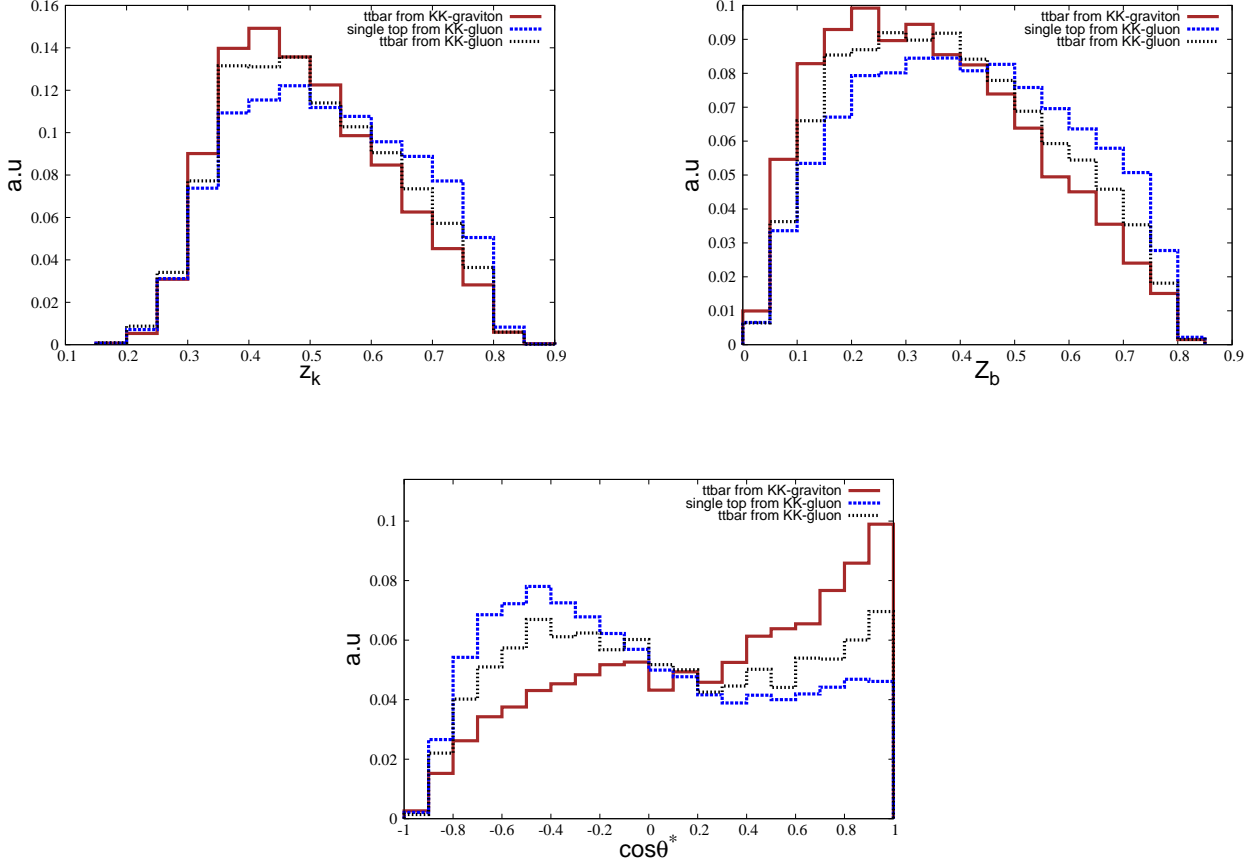 ttbar from KK-graviton
single top from KK-gluon
ttbar from KK-gluon
0.16
0.14
0.12
0.1
0.08
0.06
0.04
0.02
0
0.1 0.2 0.3 0.4 0.5 0.6 0.7 0.8 0.9
a.u
z_k
ttbar from KK-graviton
single top from KK-gluon
ttbar from KK-gluon
0.1
0.09
0.08
0.07
0.06
0.05
0.04
0.03
0.02
0.01
0
0 0.1 0.2 0.3 0.4 0.5 0.6 0.7 0.8 0.9
a.u
Z_b
ttbar from KK-graviton
single top from KK-gluon
ttbar from KK-gluon
0.1
0.08
0.06
0.04
0.02
0
-1 -0.8 -0.6 -0.4 -0.2 0 0.2 0.4 0.6 0.8 1
a.u
cosθ*